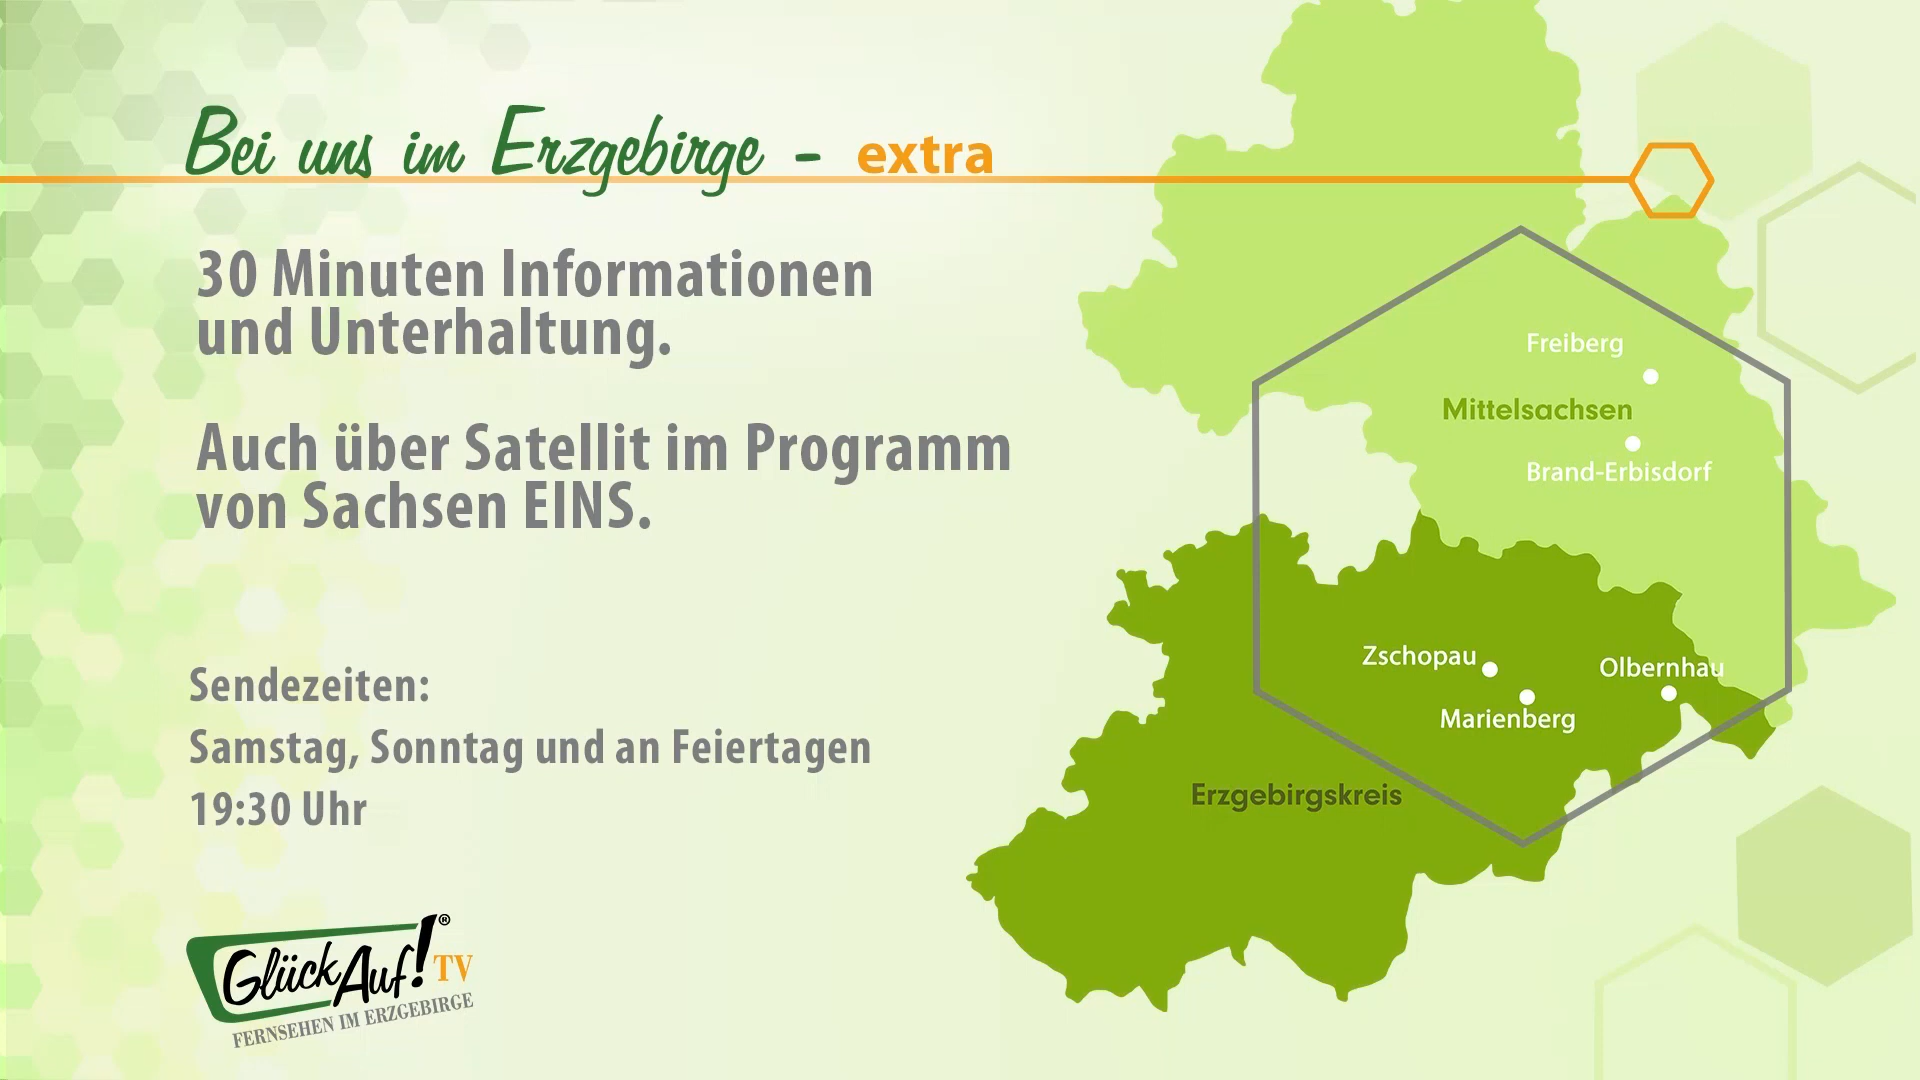 Bei uns im Erzgebirge - extra
30 Minuten Informationen
und Unterhaltung.
Auch über Satellit im Programm
von Sachsen EINS.
Sendezeiten:
Samstag, Sonntag und an Feiertagen
19:30 Uhr
Freiberg
Mittelsachsen
Brand-Erbisdorf
Zschopau
Olbernhau
Marienberg
Erzgebirgskreis
GlückAuf!® TV
FERNSEHEN IM ERZGEBIRGE